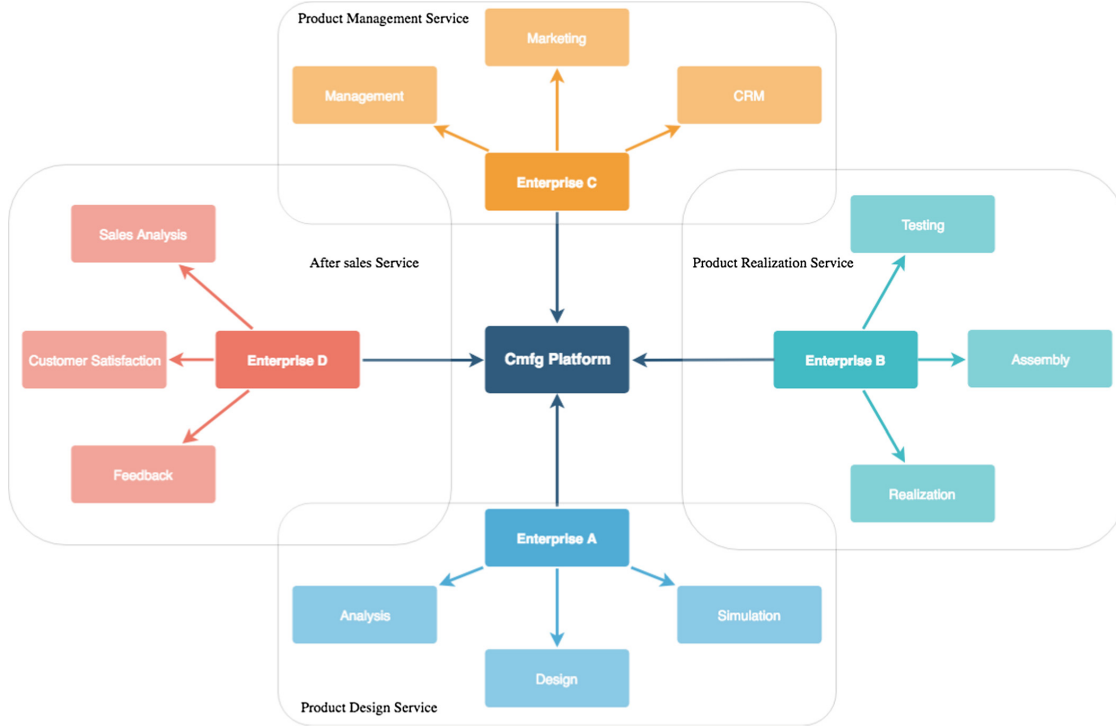 Product Management Service
Marketing
Management
CRM
Enterprise C
Sales Analysis
Testing
After sales Service
Product Realization Service
Customer Satisfaction
Enterprise D
Cmfg Platform
Enterprise B
Assembly
Feedback
Realization
Enterprise A
Analysis
Simulation
Design
Product Design Service